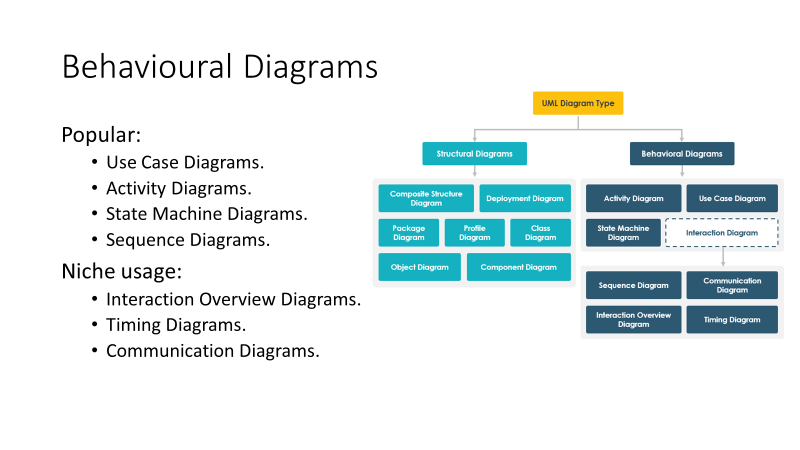 Behavioural Diagrams
Popular:
• Use Case Diagrams.
• Activity Diagrams.
• State Machine Diagrams.
• Sequence Diagrams.
Niche usage:
• Interaction Overview Diagrams.
• Timing Diagrams.
• Communication Diagrams.
UML Diagram Type
Structural Diagrams
Behavioral Diagrams
Composite Structure
Diagram
Deployment Diagram
Package
Diagram
Profile
Diagram
Class
Diagram
Object Diagram
Component Diagram
Activity Diagram
Use Case Diagram
State Machine
Diagram
Interaction Diagram
Sequence Diagram
Communication
Diagram
Interaction Overview
Diagram
Timing Diagram